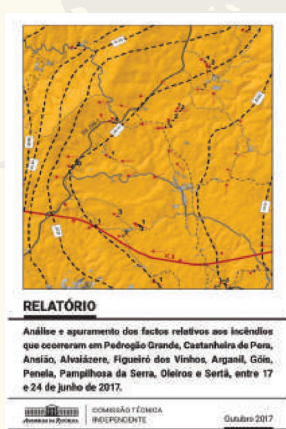 RELATÓRIO
Análise e apuramento dos factos relativos aos incêndios
que ocorreram em Pedrogão Grande, Castanheira de Pera,
Ansião, Alvaiázere, Figueiró dos Vinhos, Arganil, Góis,
Penela, Pampilhosa da Serra, Oleiros e Sertã, entre 17
e 24 de junho de 2017.
ASSEMBLEIA DA REPÚBLICA
COMISSÃO TÉCNICA
INDEPENDENTE
Outubro 2017